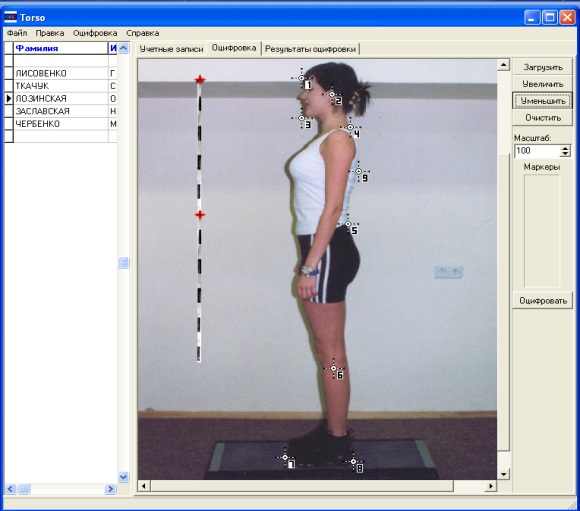 Torso
Файл Правка Оцифровка Справка
Фамилия И
ЛИСОВЕНКО Г
ТКАЧУК С
ЛОЗИНСКАЯ О
ЗАСЛАВСКАЯ Н
ЧЕРБЕНКО М
Учетные записи Оцифровка Результаты оцифровки
1
2
3
4
9
5
6
7
8
Загрузить
Увеличить
Уменьшить
Очистить
Масштаб:
100
Маркеры
Оцифровать